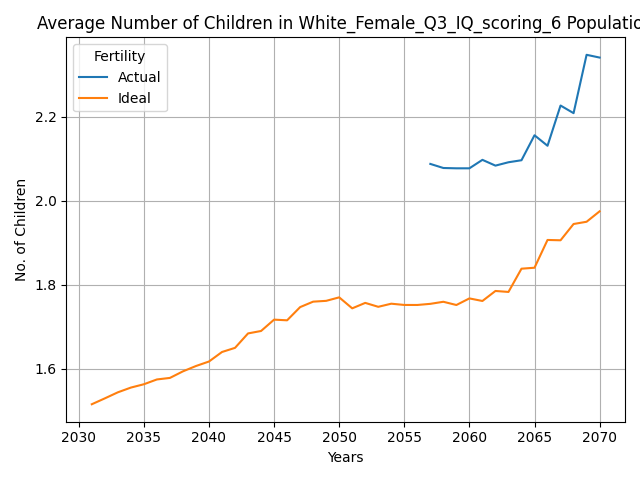 Average Number of Children in White_Female_Q3_IQ_scoring_6 Populatio
Fertility
Actual
Ideal
No. of Children
2.2
2.0
1.8
1.6
2030 2035 2040 2045 2050 2055 2060 2065 2070
Years